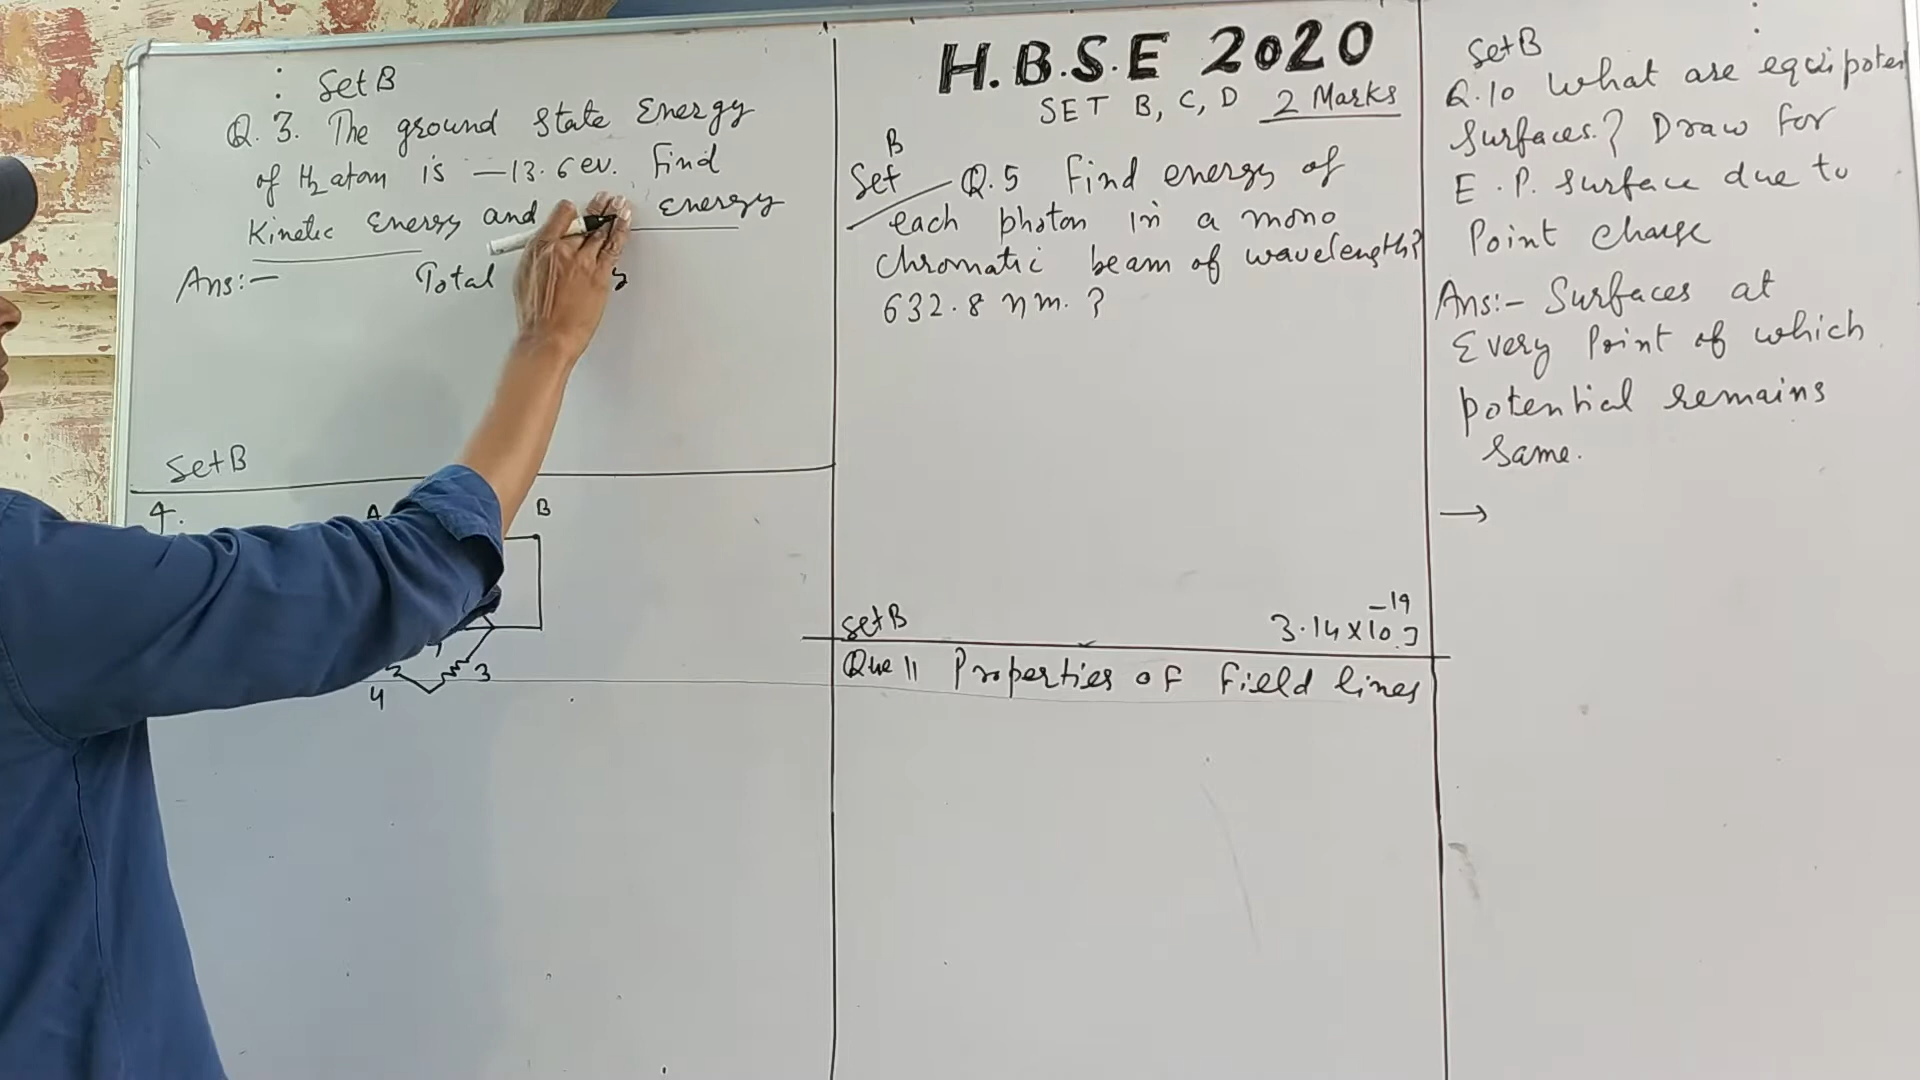 Set B
Q. 3. The ground State Energy
of H2 atom is —13.6 ev. Find
Kinetic Energy and Energy
Ans:— Total
Set B
4.
A B
3
4
H.B.S.E 2020
SET B, C, D 2 Marks
B
Set Q.5 Find energy of
each photon in a mono
chromatic beam of wavelength?
632.8 nm. ?
Set B 3.14 x 10 -19 J
Que 11 Properties of Field lines
Set B
Q.10 What are equipoten
Surfaces.? Draw for
E.P. Surface due to
Point charge
Ans:- Surfaces at
Every Point of which
potential remains
Same.
→